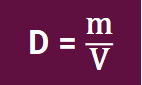 D = m/V